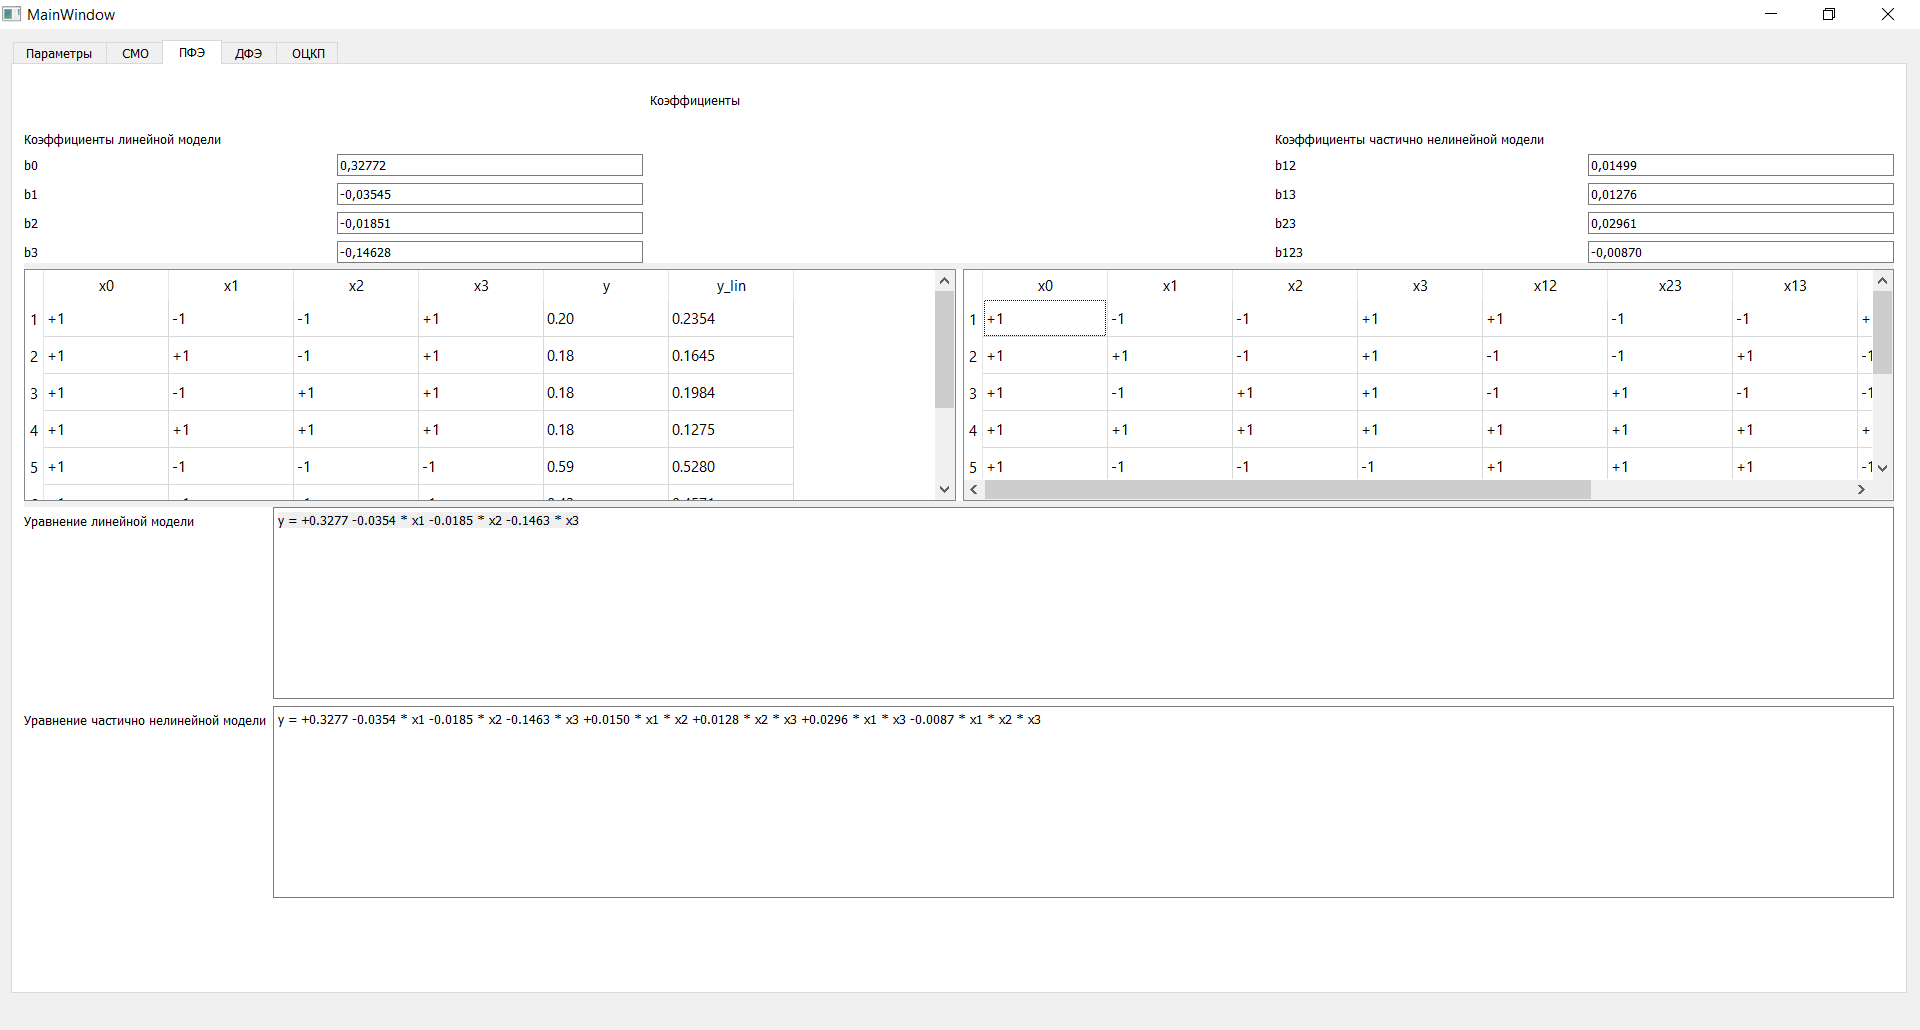 MainWindow
Параметры СМО ПФЭ ДФЭ ОЦКП
Коэффициенты
Коэффициенты линейной модели
b0 0,32772
b1 -0,03545
b2 -0,01851
b3 -0,14628
Коэффициенты частично нелинейной модели
b12 0,01499
b13 0,01276
b23 0,02961
b123 -0,00870
x0 x1 x2 x3 y y_lin
1 +1 -1 -1 +1 0.20 0.2354
2 +1 +1 -1 +1 0.18 0.1645
3 +1 -1 +1 +1 0.18 0.1984
4 +1 +1 +1 +1 0.18 0.1275
5 +1 -1 -1 -1 0.59 0.5280
x0 x1 x2 x3 x12 x23 x13
1 +1 -1 -1 +1 +1 -1 -1 +
2 +1 +1 -1 +1 -1 -1 +1 -1
3 +1 -1 +1 +1 -1 +1 -1 -1
4 +1 +1 +1 +1 +1 +1 +1 +
5 +1 -1 -1 -1 +1 +1 +1 -1
Уравнение линейной модели
y = +0.3277 -0.0354 * x1 -0.0185 * x2 -0.1463 * x3
Уравнение частично нелинейной модели
y = +0.3277 -0.0354 * x1 -0.0185 * x2 -0.1463 * x3 +0.0150 * x1 * x2 +0.0128 * x2 * x3 +0.0296 * x1 * x3 -0.0087 * x1 * x2 * x3